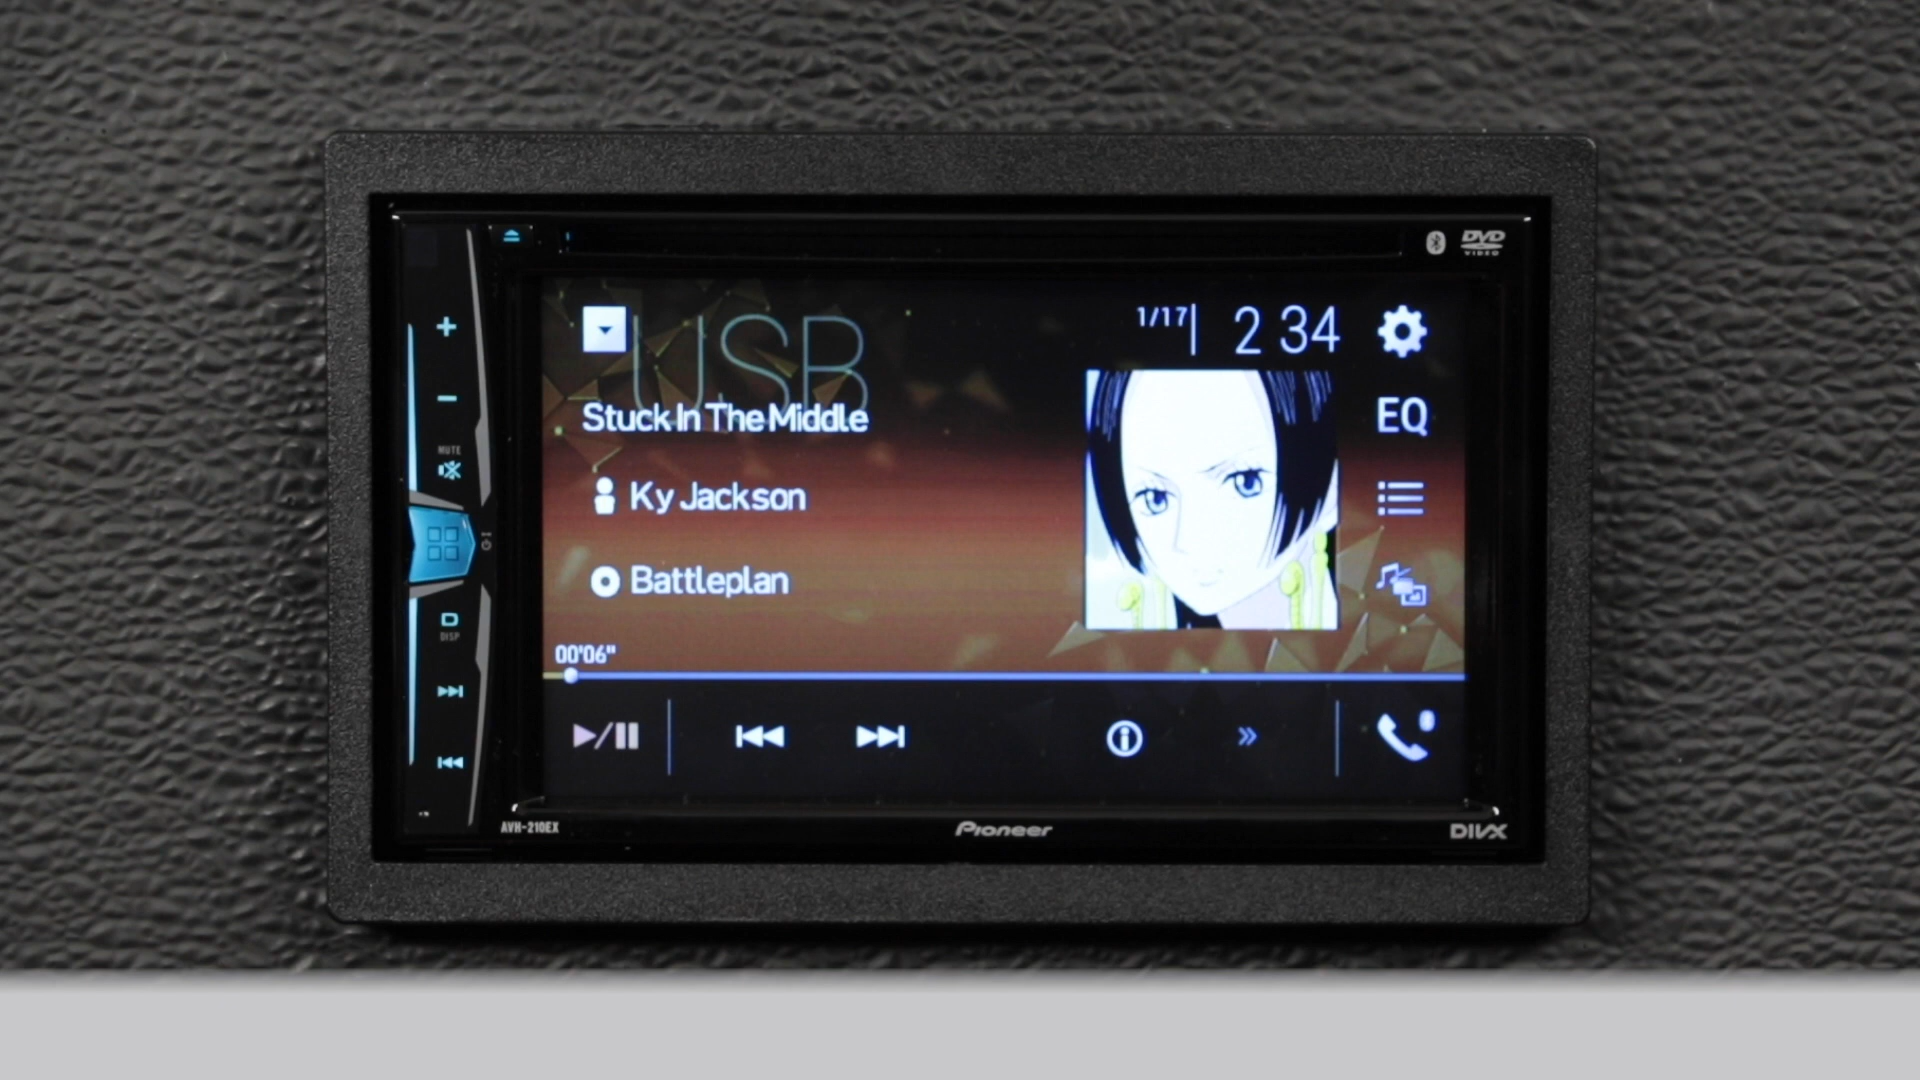 DVD
VIDEO
USB
1/17 2 34
Stuck In The Middle
EQ
Ky Jackson
Battleplan
00'06"
+
-
MUTE
DISP
AVH-210EX
Pioneer
DIVX